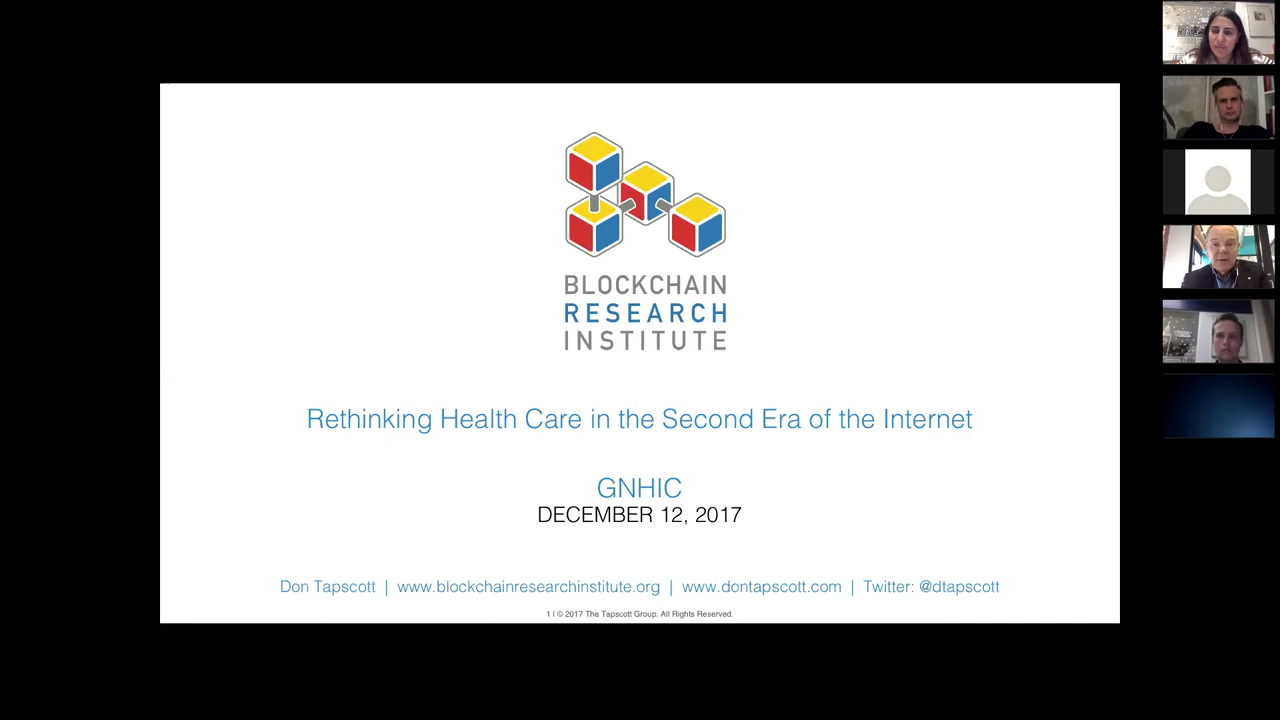 BLOCKCHAIN
RESEARCH
INSTITUTE
Rethinking Health Care in the Second Era of the Internet
GNHIC
DECEMBER 12, 2017
Don Tapscott | www.blockchainresearchinstitute.org | www.dontapscott.com | Twitter: @dtapscott
1 | © 2017 The Tapscott Group. All Rights Reserved.